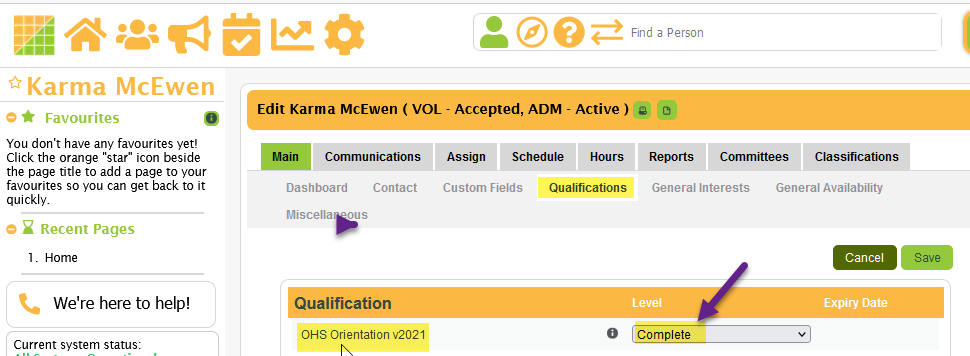 Find a Person
Karma McEwen
Favourites
You don't have any favourites yet!
Click the orange "star" icon beside
the page title to add a page to your
favourites so you can get back to it
quickly.
Recent Pages
1. Home
We're here to help!
Current system status:
Edit Karma McEwen ( VOL - Accepted, ADM - Active )
Main Communications Assign Schedule Hours Reports Committees Classifications
Dashboard Contact Custom Fields Qualifications General Interests General Availability
Miscellaneous
Cancel Save
Qualification Level Expiry Date
OHS Orientation v2021 Complete